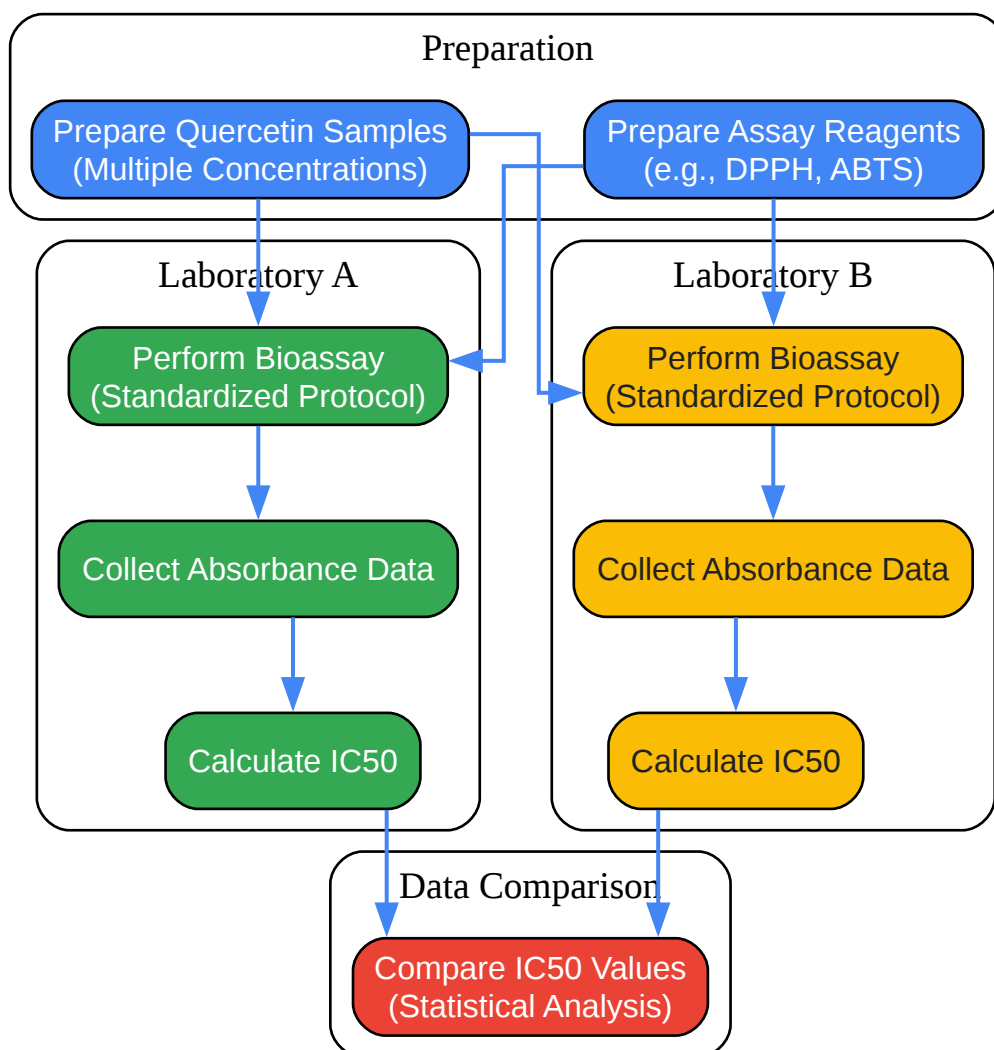 Preparation
Prepare Quercetin Samples
(Multiple Concentrations)
Prepare Assay Reagents
(e.g., DPPH, ABTS)
Laboratory A
Perform Bioassay
(Standardized Protocol)
Collect Absorbance Data
Calculate IC50
Laboratory B
Perform Bioassay
(Standardized Protocol)
Collect Absorbance Data
Calculate IC50
Data Comparison
Compare IC50 Values
(Statistical Analysis)